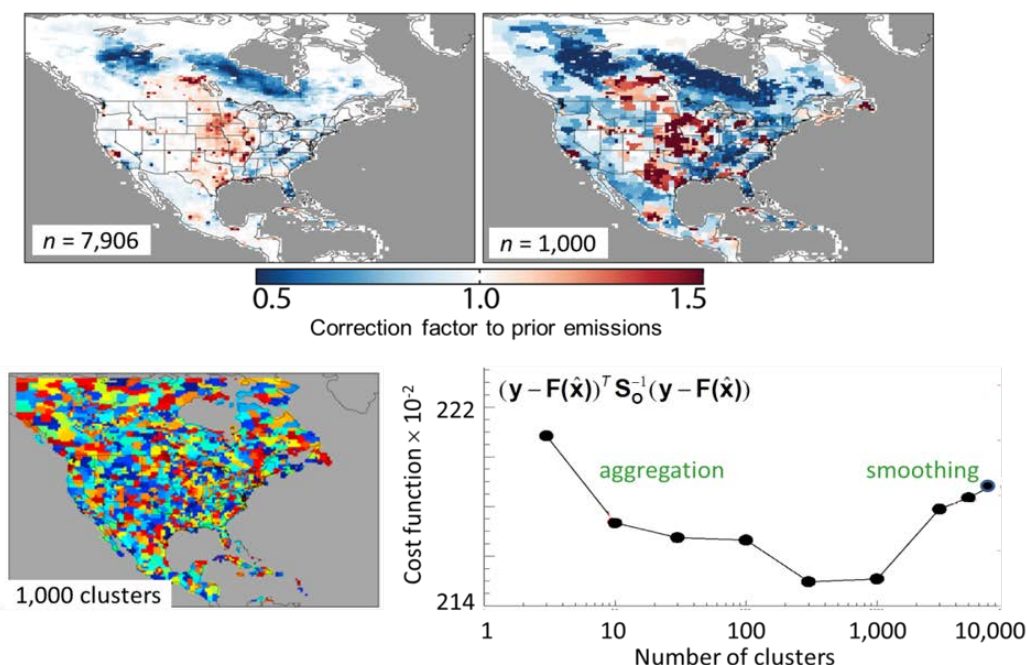 n = 7,906
n = 1,000
0.5 1.0 1.5
Correction factor to prior emissions
1,000 clusters
(y – F(x̂))ᵀ S_O⁻¹ (y – F(x̂))
Cost function × 10⁻²
222
214
aggregation
smoothing
1 10 100 1,000 10,000
Number of clusters